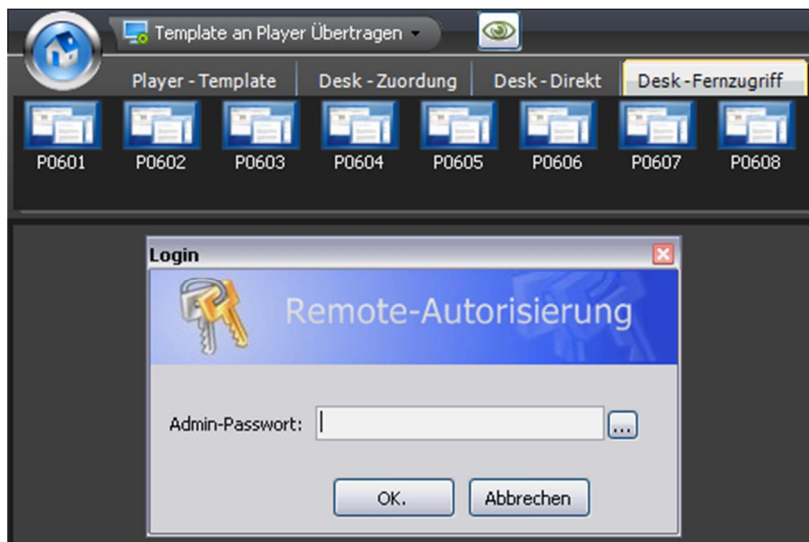 Template an Player Übertragen
Player - Template Desk - Zuordung Desk - Direkt Desk - Fernzugriff
P0601 P0602 P0603 P0604 P0605 P0606 P0607 P0608
Login
Remote-Autorisierung
Admin-Passwort:
...
OK. Abbrechen